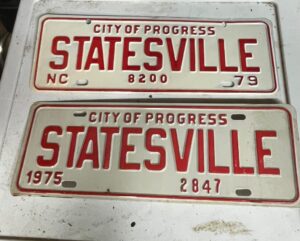 CITY OF PROGRESS
STATESVILLE
NC 8200 79
CITY OF PROGRESS
STATESVILLE
1975 2847